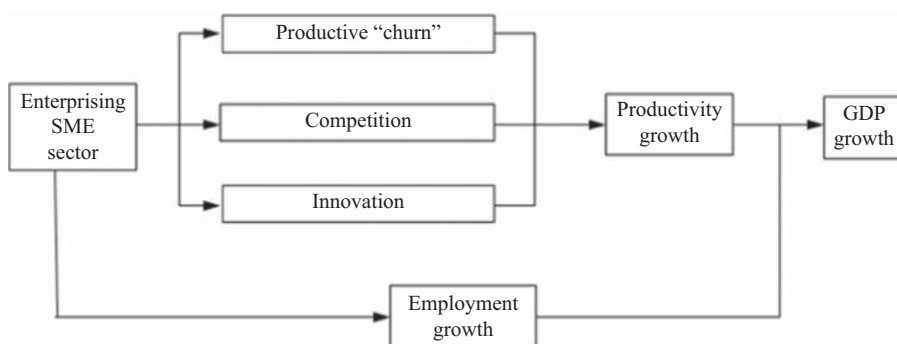 Productive “churn”
Enterprising
SME
sector
Competition
Productivity
growth
GDP
growth
Innovation
Employment
growth